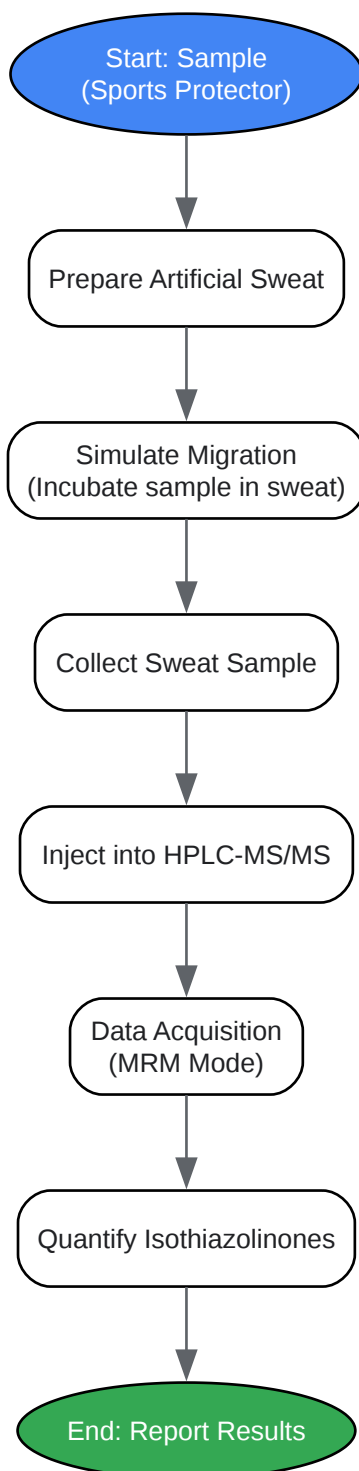 Start: Sample
(Sports Protector)
Prepare Artificial Sweat
Simulate Migration
(Incubate sample in sweat)
Collect Sweat Sample
Inject into HPLC-MS/MS
Data Acquisition
(MRM Mode)
Quantify Isothiazolinones
End: Report Results